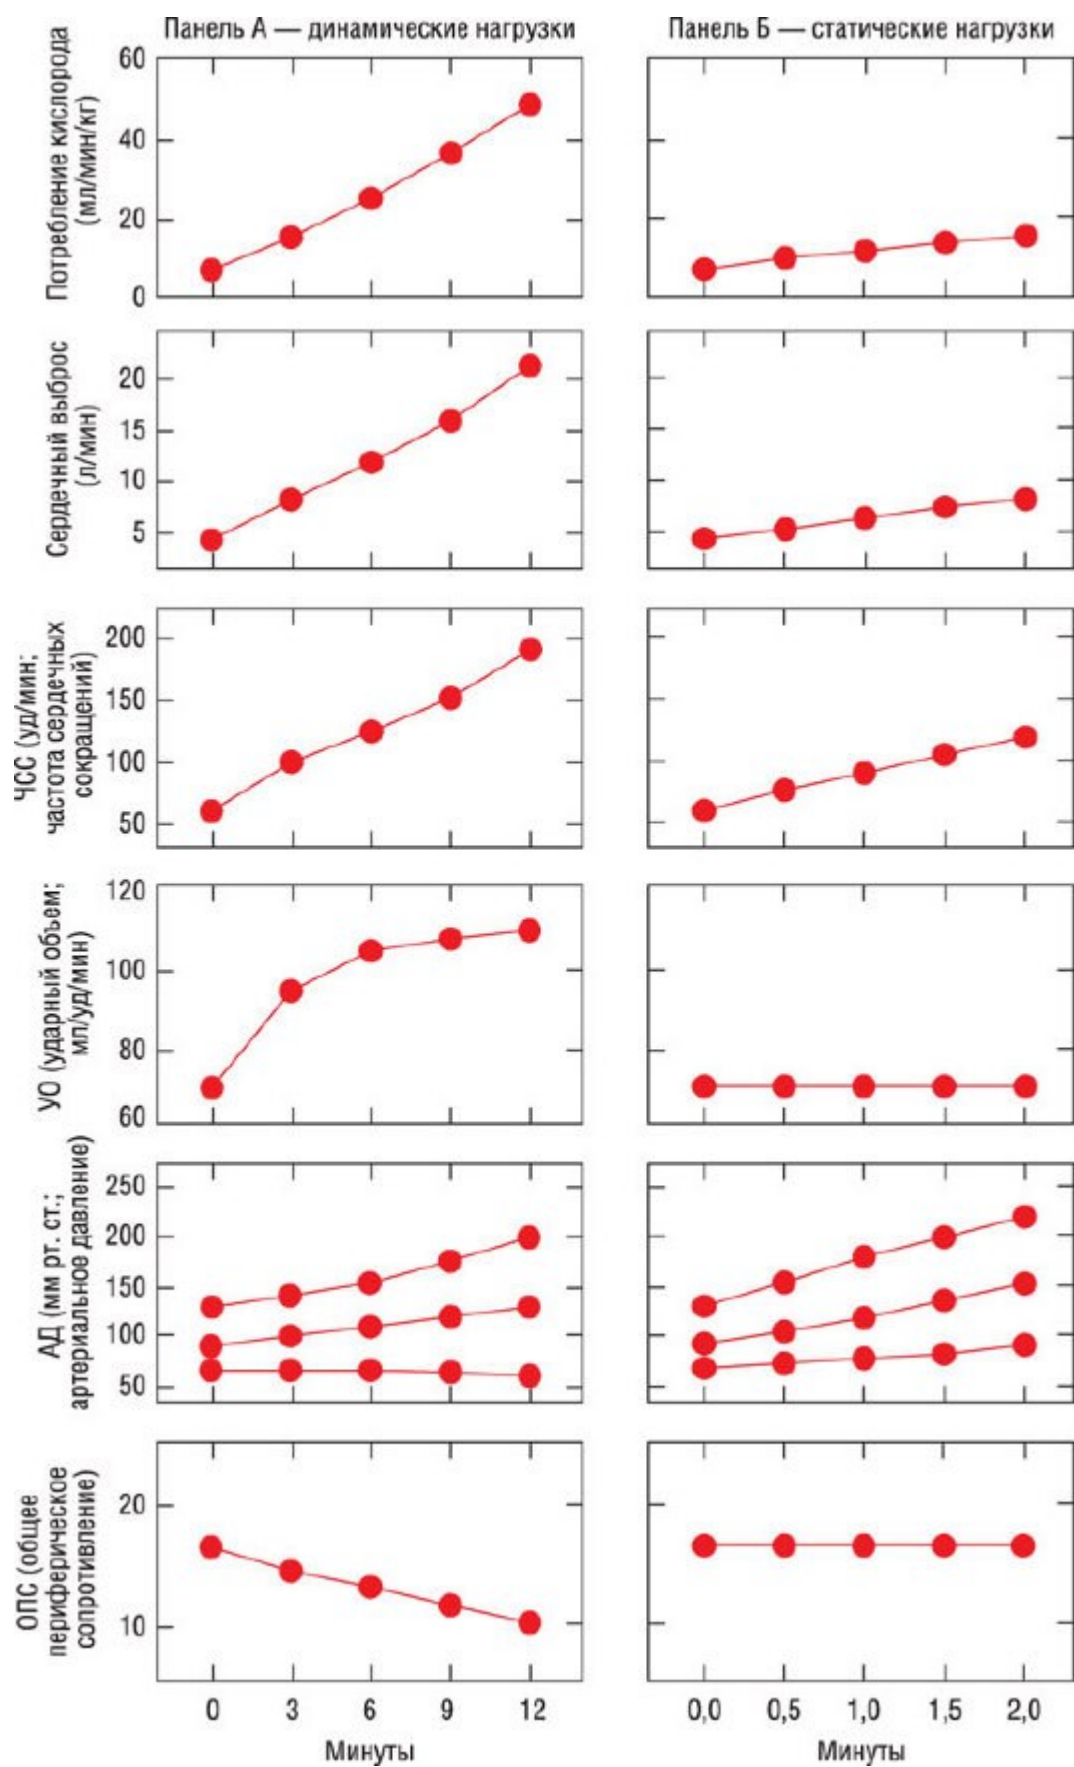 Панель А — динамические нагрузки
Панель Б — статические нагрузки
Потребление кислорода
(мл/мин/кг)
60
40
20
0
Сердечный выброс
(л/мин)
20
15
10
5
ЧСС (уд/мин;
частота сердечных
сокращений)
200
150
100
50
УО (ударный объем;
мл/уд/мин)
120
100
80
60
АД (мм рт. ст.;
артериальное давление)
250
200
150
100
50
ОПС (общее
периферическое
сопротивление)
20
10
0 3 6 9 12
Минуты
0,0 0,5 1,0 1,5 2,0
Минуты